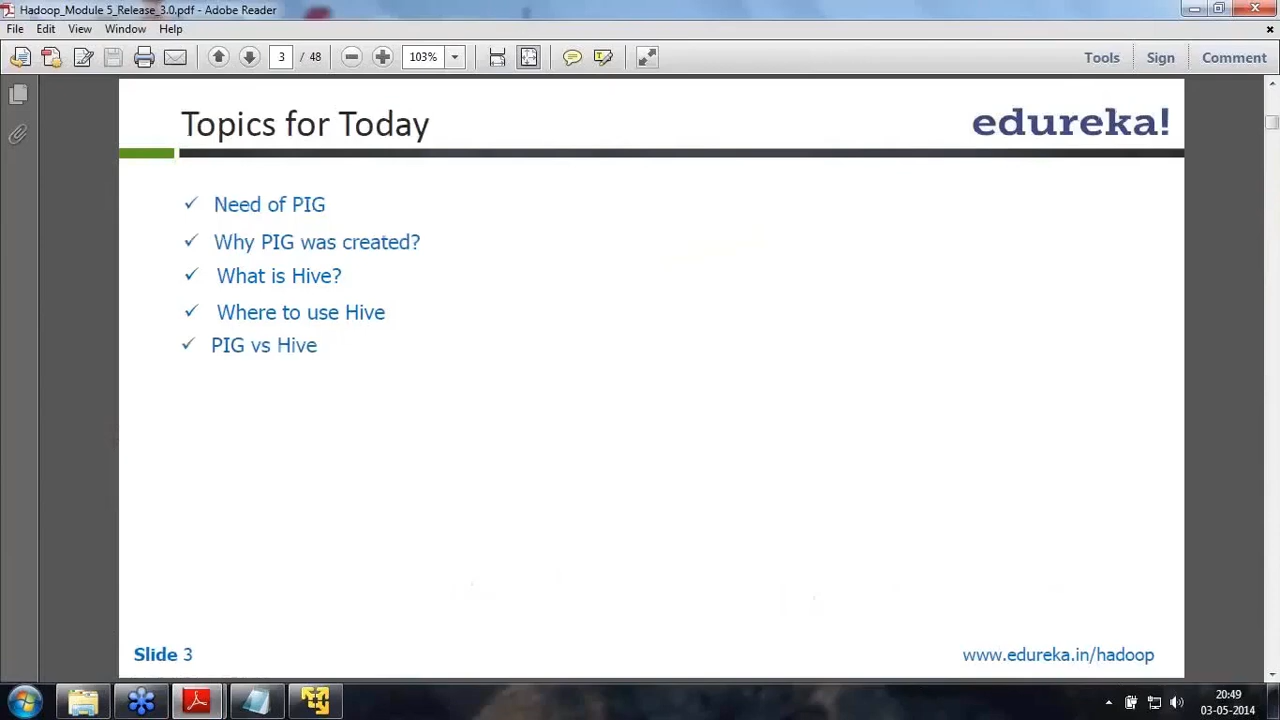 Hadoop_Module 5_Release_3.0.pdf - Adobe Reader
File Edit View Window Help
3 / 48 103% Tools Sign Comment
Topics for Today
edureka!
Need of PIG
Why PIG was created?
What is Hive?
Where to use Hive
PIG vs Hive
Slide 3
www.edureka.in/hadoop
20:49
03-05-2014